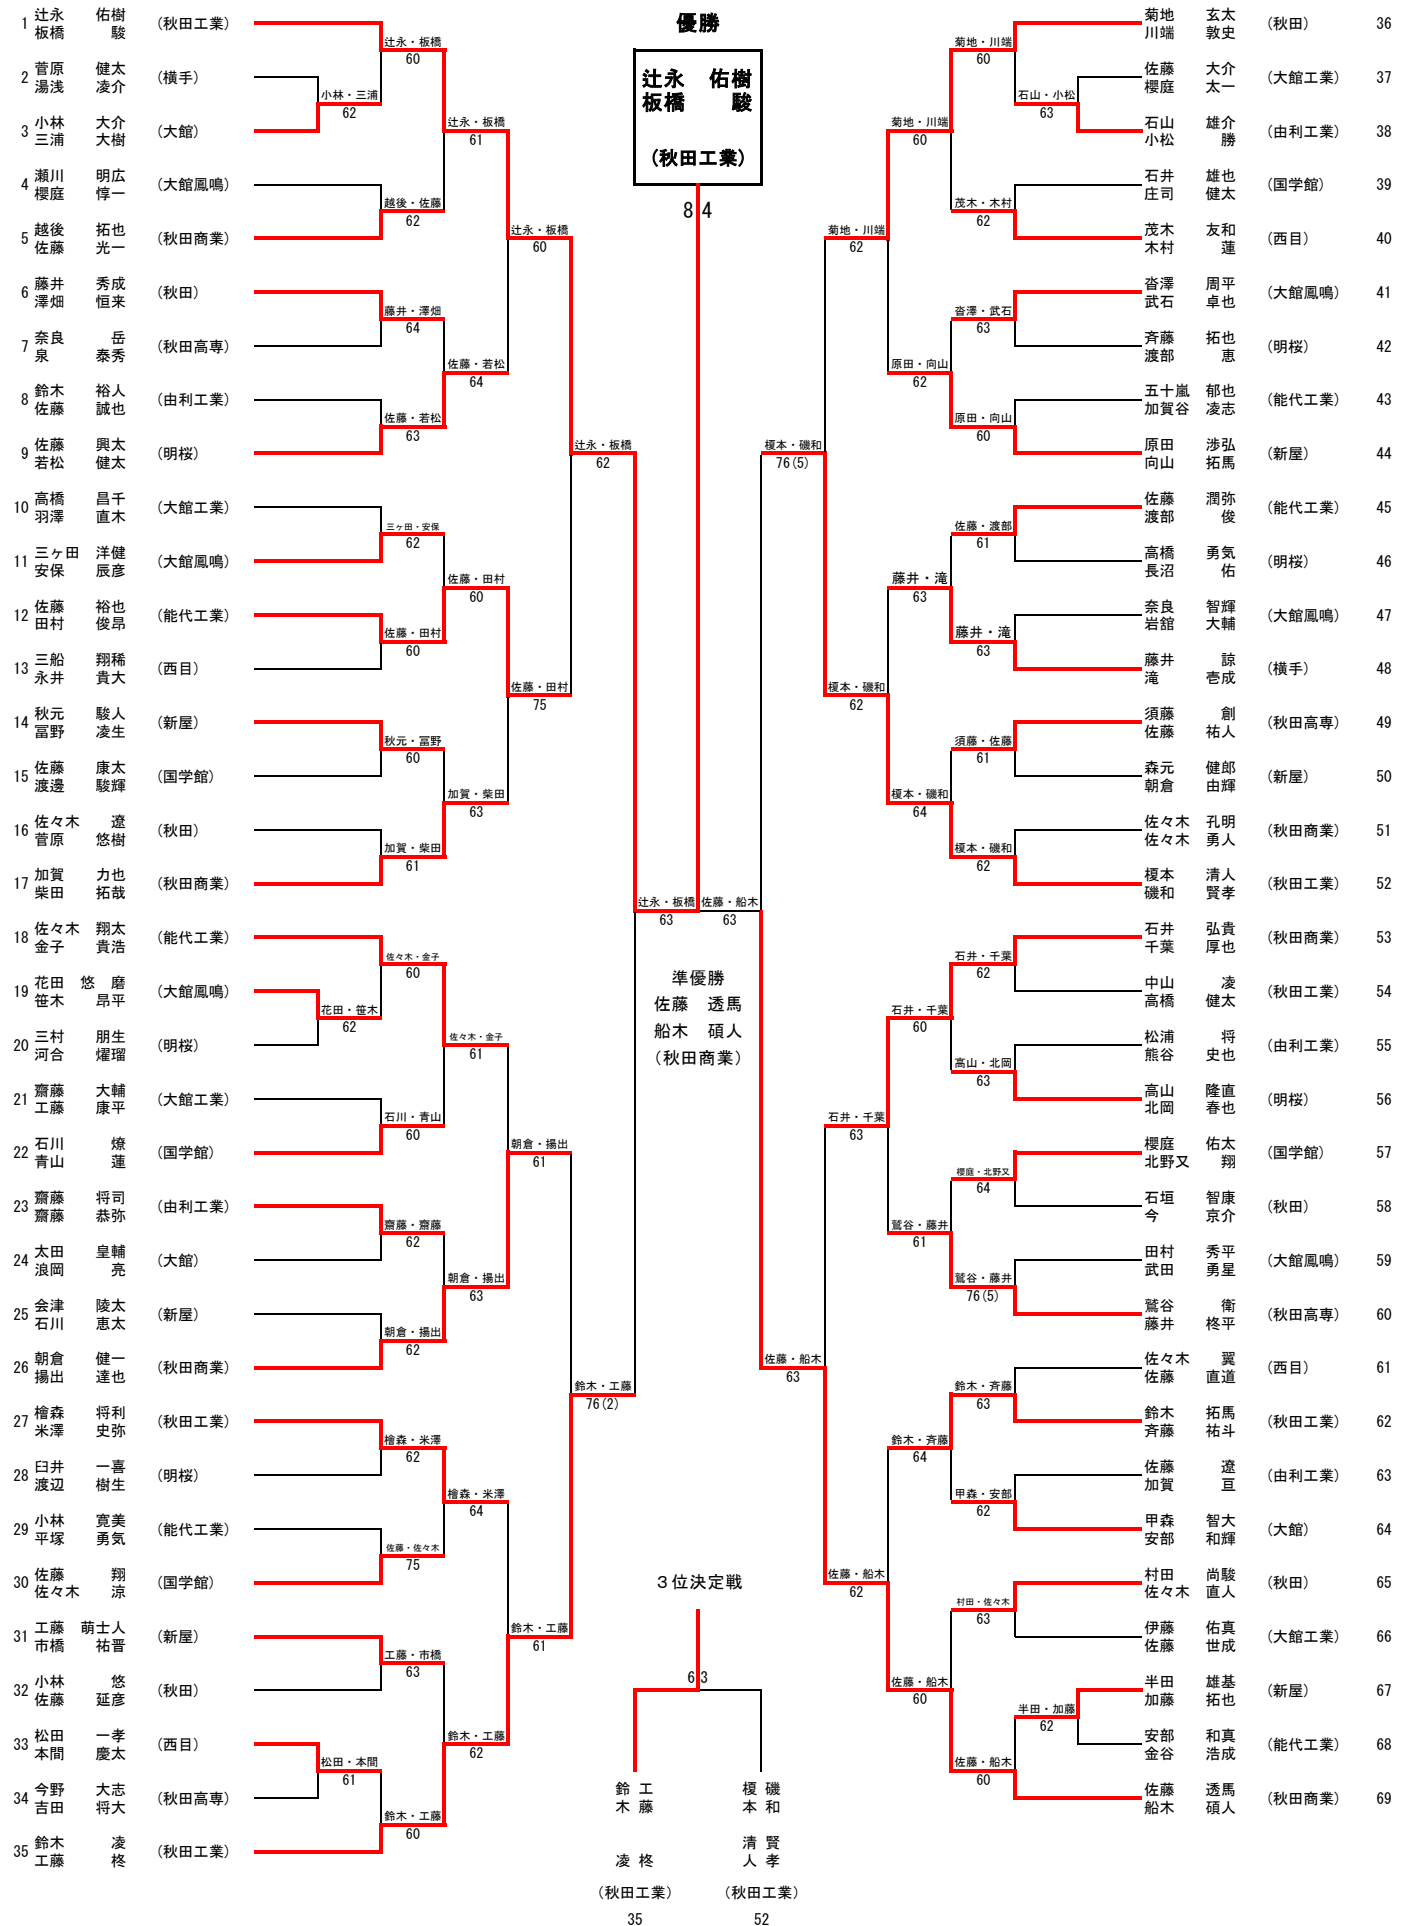 優勝
辻永　佑樹
板橋　駿
（秋田工業）
84
1 辻永　佑樹 （秋田工業）
板橋　駿
2 菅原　健太 （横手）
湯浅　凌介
3 小林　大介 （大館）
三浦　大樹
4 瀬川　明広 （大館鳳鳴）
櫻庭　惇一
5 越後　拓也 （秋田商業）
佐藤　光一
6 藤井　秀成 （秋田）
澤畑　恒来
7 奈良　岳 （秋田高専）
泉　泰秀
8 鈴木　裕人 （由利工業）
佐藤　誠也
9 佐藤　興太 （明桜）
若松　健太
10 高橋　昌千 （大館工業）
羽澤　直木
11 三ヶ田　洋健 （大館鳳鳴）
安保　辰彦
12 佐藤　裕也 （能代工業）
田村　俊昂
13 三船　翔稀 （西目）
永井　貴大
14 秋元　駿人 （新屋）
冨野　凌生
15 佐藤　康太 （国学館）
渡邊　駿輝
16 佐々木　遼 （秋田）
菅原　悠樹
17 加賀　力也 （秋田商業）
柴田　拓哉
18 佐々木　翔太 （能代工業）
金子　貴浩
19 花田　悠　磨 （大館鳳鳴）
笹木　昂平
20 三村　朋生 （明桜）
河合　燿瑠
21 齋藤　大輔 （大館工業）
工藤　康平
22 石川　燎 （国学館）
青山　蓮
23 齋藤　将司 （由利工業）
齋藤　恭弥
24 太田　皇輔 （大館）
浪岡　亮
25 会津　陵太 （新屋）
石川　恵太
26 朝倉　健一 （秋田商業）
揚出　達也
27 檜森　将利 （秋田工業）
米澤　史弥
28 臼井　一喜 （明桜）
渡辺　樹生
29 小林　寛美 （能代工業）
平塚　勇気
30 佐藤　翔 （国学館）
佐々木　涼
31 工藤　萌士人 （新屋）
市橋　祐晋
32 小林　悠 （秋田）
佐藤　延彦
33 松田　一孝 （西目）
本間　慶太
34 今野　大志 （秋田高専）
吉田　将大
35 鈴木　凌 （秋田工業）
工藤　柊
小林・三浦
62
花田・笹木
62
松田・本間
61
辻永・板橋
60
越後・佐藤
62
藤井・澤畑
64
佐藤・若松
63
三ヶ田・安保
62
佐藤・田村
60
秋元・冨野
60
加賀・柴田
61
佐々木・金子
60
石川・青山
60
齋藤・齋藤
62
朝倉・揚出
62
檜森・米澤
62
佐藤・佐々木
75
工藤・市橋
63
鈴木・工藤
60
辻永・板橋
61
佐藤・若松
64
佐藤・田村
60
加賀・柴田
63
佐々木・金子
61
朝倉・揚出
63
檜森・米澤
64
鈴木・工藤
62
辻永・板橋
60
佐藤・田村
75
朝倉・揚出
61
鈴木・工藤
61
辻永・板橋
62
鈴木・工藤
76(2)
辻永・板橋
63
佐藤・船木
63
準優勝
佐藤　透馬
船木　碩人
（秋田商業）
榎本・磯和
76(5)
佐藤・船木
63
菊地・川端
62
榎本・磯和
62
石井・千葉
63
佐藤・船木
62
菊地・川端
60
原田・向山
62
藤井・滝
63
榎本・磯和
64
石井・千葉
60
鷲谷・藤井
61
鈴木・斉藤
64
佐藤・船木
60
菊地・川端
60
茂木・木村
62
沓澤・武石
63
原田・向山
60
佐藤・渡部
61
藤井・滝
63
須藤・佐藤
61
榎本・磯和
62
石井・千葉
62
高山・北岡
63
櫻庭・北野又
64
鷲谷・藤井
76(5)
鈴木・斉藤
63
甲森・安部
62
村田・佐々木
63
佐藤・船木
60
石山・小松
63
半田・加藤
62
菊地　玄太 （秋田） 36
川端　敦史
佐藤　大介 （大館工業） 37
櫻庭　太一
石山　雄介 （由利工業） 38
小松　勝
石井　雄也 （国学館） 39
庄司　健太
茂木　友和 （西目） 40
木村　蓮
沓澤　周平 （大館鳳鳴） 41
武石　卓也
斉藤　拓也 （明桜） 42
渡部　恵
五十嵐　郁也 （能代工業） 43
加賀谷　凌志
原田　渉弘 （新屋） 44
向山　拓馬
佐藤　潤弥 （能代工業） 45
渡部　俊
高橋　勇気 （明桜） 46
長沼　佑
奈良　智輝 （大館鳳鳴） 47
岩舘　大輔
藤井　諒 （横手） 48
滝　壱成
須藤　創 （秋田高専） 49
佐藤　祐人
森元　健郎 （新屋） 50
朝倉　由輝
佐々木　孔明 （秋田商業） 51
佐々木　勇人
榎本　清人 （秋田工業） 52
磯和　賢孝
石井　弘貴 （秋田商業） 53
千葉　厚也
中山　凌 （秋田工業） 54
高橋　健太
松浦　将 （由利工業） 55
熊谷　史也
高山　隆直 （明桜） 56
北岡　春也
櫻庭　佑太 （国学館） 57
北野又　翔
石垣　智康 （秋田） 58
今　京介
田村　秀平 （大館鳳鳴） 59
武田　勇星
鷲谷　衛 （秋田高専） 60
藤井　柊平
佐々木　翼 （西目） 61
佐藤　直道
鈴木　拓馬 （秋田工業） 62
斉藤　祐斗
佐藤　遼 （由利工業） 63
加賀　亘
甲森　智大 （大館） 64
安部　和輝
村田　尚駿 （秋田） 65
佐々木　直人
伊藤　佑真 （大館工業） 66
佐藤　世成
半田　雄基 （新屋） 67
加藤　拓也
安部　和真 （能代工業） 68
金谷　浩成
佐藤　透馬 （秋田商業） 69
船木　碩人
３位決定戦
63
鈴木　凌
工藤　柊
（秋田工業）
35
榎本　清人
磯和　賢孝
（秋田工業）
52